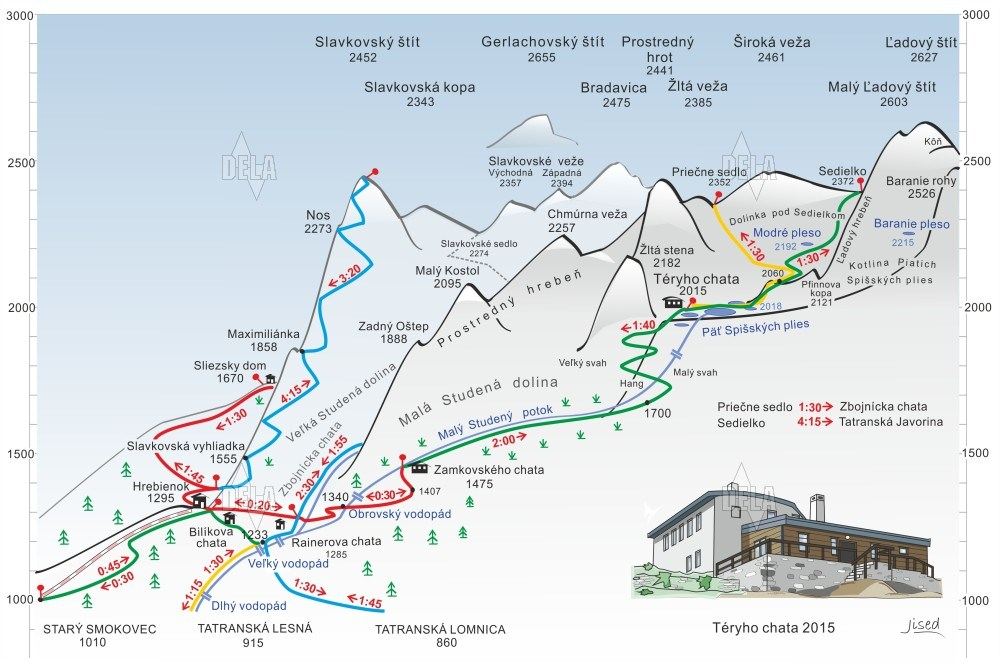 3000
2500
2000
1500
1000
3000
2500
2000
1500
1000
Slavkovský štít
2452
Gerlachovský štít
2655
Prostredný
hrot
2441
Široká veža
2461
Ľadový štít
2627
Slavkovská kopa
2343
Bradavica
2475
Žltá veža
2385
Malý Ľadový štít
2603
DELA
DELA
Kôň
Slavkovské veže
Východná Západná
2357 2394
Priečne sedlo
2352
Sedielko
2372
Baranie rohy
2526
Nos
2273
Chmúrna veža
2257
Dolinka pod Sedielkom
Modré pleso
2192
Baranie pleso
2215
Ľadový hrebeň
Slavkovské sedlo
2274
Žltá stena
2182
1:30
1:30
Kotlina Piatich
Spišských plies
3:20
Malý Kostol
2095
Prostredný hrebeň
Téryho chata
2015
2060
Pfinnova
kopa
2121
2018
Maximiliánka
1858
Zadný Oštep
1888
1:40
Päť Spišských plies
Sliezsky dom
1670
Veľký svah
Malý svah
4:15
Veľká Studená dolina
Malá Studená dolina
Hang
1:30
1700
Priečne sedlo 1:30 Zbojnícka chata
Sedielko 4:15 Tatranská Javorina
Malý Studený potok
2:00
Slavkovská vyhliadka
1555
Zbojnícka chata
1:55
2:30
Zamkovského chata
1475
1:45
Hrebienok
1295
DELA
DELA
1340
0:30
1407
0:20
Obrovský vodopád
Bilíkova
chata
1233
Rainerova chata
1285
Veľký vodopád
0:45
0:30
1:30
1:15
1:30
1:45
Dlhý vodopád
STARÝ SMOKOVEC
1010
TATRANSKÁ LESNÁ
915
TATRANSKÁ LOMNICA
860
Téryho chata 2015
Jised